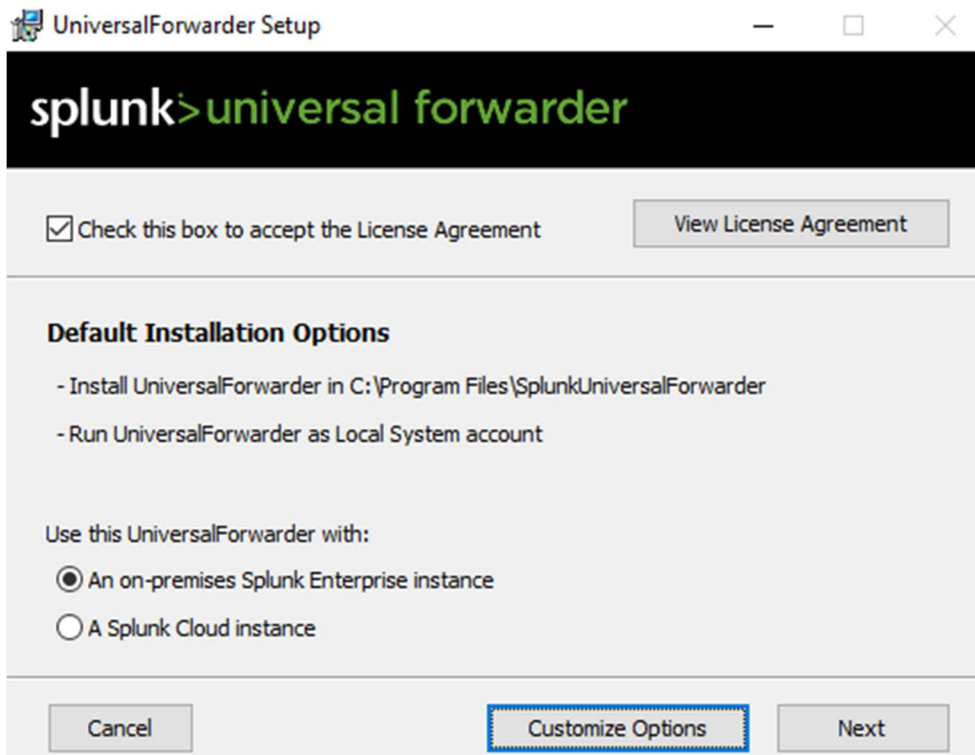 UniversalForwarder Setup
splunk>universal forwarder
Check this box to accept the License Agreement
View License Agreement
Default Installation Options
- Install UniversalForwarder in C:\Program Files\SplunkUniversalForwarder
- Run UniversalForwarder as Local System account
Use this UniversalForwarder with:
An on-premises Splunk Enterprise instance
A Splunk Cloud instance
Cancel
Customize Options
Next